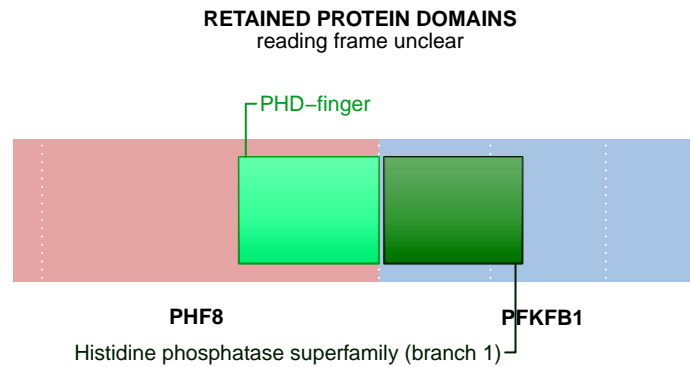 RETAINED PROTEIN DOMAINS
reading frame unclear
PHD−finger
PHF8
PFKFB1
Histidine phosphatase superfamily (branch 1)